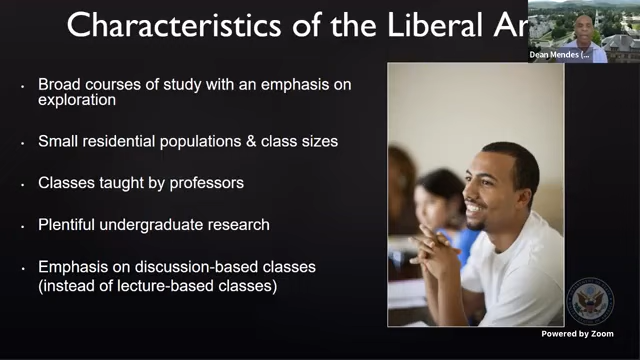 Characteristics of the Liberal Ar
Dean Mendes (...
• Broad courses of study with an emphasis on
exploration
• Small residential populations & class sizes
• Classes taught by professors
• Plentiful undergraduate research
• Emphasis on discussion-based classes
(instead of lecture-based classes)
Powered by Zoom